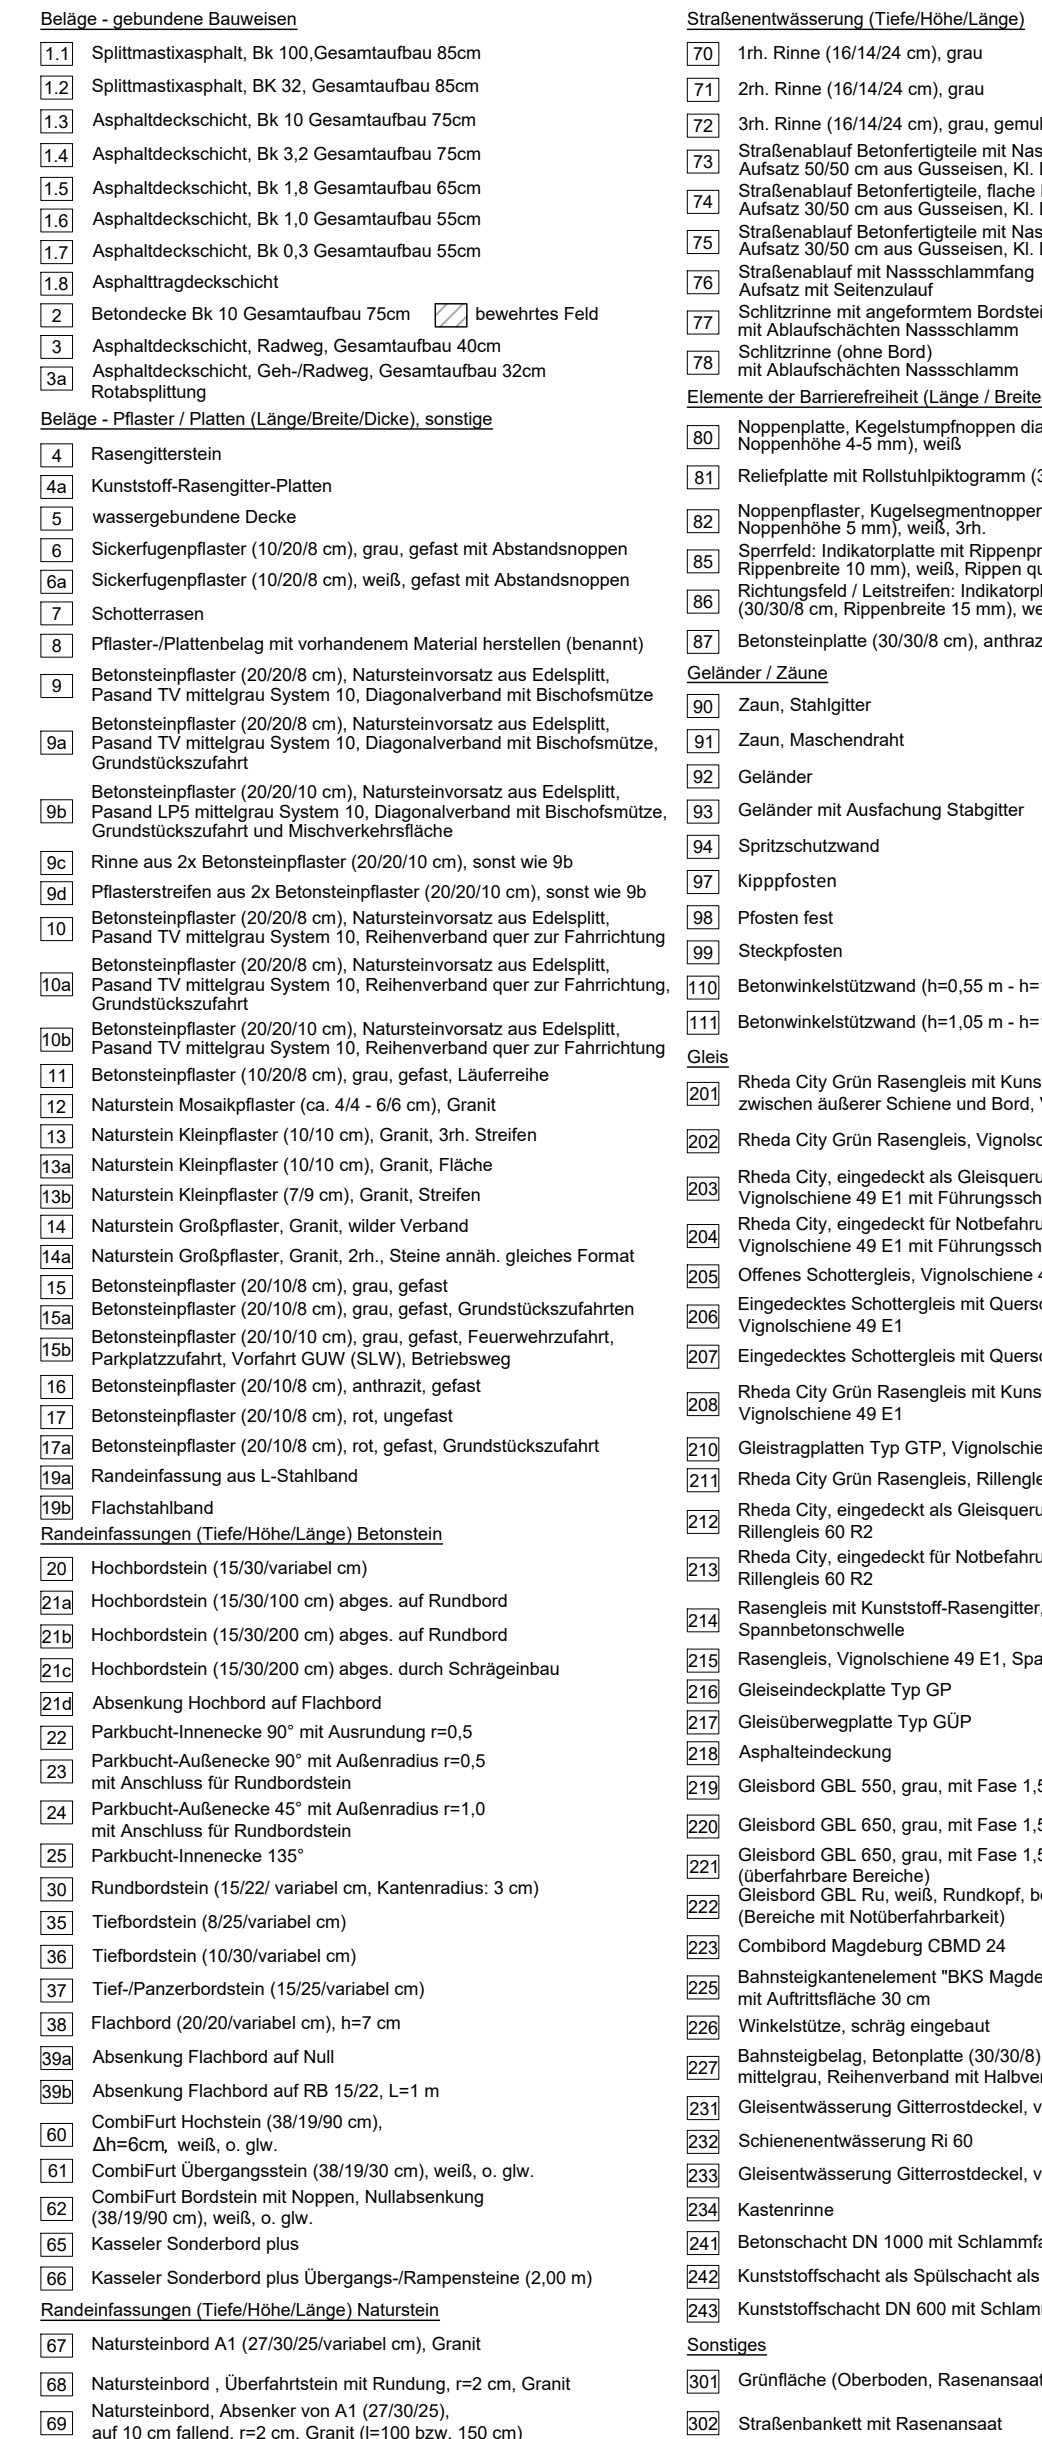 Beläge - gebundene Bauweisen
1.1 Splittmastixasphalt, Bk 100,Gesamtaufbau 85cm
1.2 Splittmastixasphalt, BK 32, Gesamtaufbau 85cm
1.3 Asphaltdeckschicht, Bk 10 Gesamtaufbau 75cm
1.4 Asphaltdeckschicht, Bk 3,2 Gesamtaufbau 75cm
1.5 Asphaltdeckschicht, Bk 1,8 Gesamtaufbau 65cm
1.6 Asphaltdeckschicht, Bk 1,0 Gesamtaufbau 55cm
1.7 Asphaltdeckschicht, Bk 0,3 Gesamtaufbau 55cm
1.8 Asphalttragdeckschicht
2 Betondecke Bk 10 Gesamtaufbau 75cm bewehrtes Feld
3 Asphaltdeckschicht, Radweg, Gesamtaufbau 40cm
3a Asphaltdeckschicht, Geh-/Radweg, Gesamtaufbau 32cm
Rotabsplittung
Beläge - Pflaster / Platten (Länge/Breite/Dicke), sonstige
4 Rasengitterstein
4a Kunststoff-Rasengitter-Platten
5 wassergebundene Decke
6 Sickerfugenpflaster (10/20/8 cm), grau, gefast mit Abstandsnoppen
6a Sickerfugenpflaster (10/20/8 cm), weiß, gefast mit Abstandsnoppen
7 Schotterrasen
8 Pflaster-/Plattenbelag mit vorhandenem Material herstellen (benannt)
9 Betonsteinpflaster (20/20/8 cm), Natursteinvorsatz aus Edelsplitt,
Pasand TV mittelgrau System 10, Diagonalverband mit Bischofsmütze
9a Betonsteinpflaster (20/20/8 cm), Natursteinvorsatz aus Edelsplitt,
Pasand TV mittelgrau System 10, Diagonalverband mit Bischofsmütze,
Grundstückszufahrt
9b Betonsteinpflaster (20/20/10 cm), Natursteinvorsatz aus Edelsplitt,
Pasand LP5 mittelgrau System 10, Diagonalverband mit Bischofsmütze,
Grundstückszufahrt und Mischverkehrsfläche
9c Rinne aus 2x Betonsteinpflaster (20/20/10 cm), sonst wie 9b
9d Pflasterstreifen aus 2x Betonsteinpflaster (20/20/10 cm), sonst wie 9b
10 Betonsteinpflaster (20/20/8 cm), Natursteinvorsatz aus Edelsplitt,
Pasand TV mittelgrau System 10, Reihenverband quer zur Fahrrichtung
10a Betonsteinpflaster (20/20/8 cm), Natursteinvorsatz aus Edelsplitt,
Pasand TV mittelgrau System 10, Reihenverband quer zur Fahrrichtung,
Grundstückszufahrt
10b Betonsteinpflaster (20/20/10 cm), Natursteinvorsatz aus Edelsplitt,
Pasand TV mittelgrau System 10, Reihenverband quer zur Fahrrichtung
11 Betonsteinpflaster (10/20/8 cm), grau, gefast, Läuferreihe
12 Naturstein Mosaikpflaster (ca. 4/4 - 6/6 cm), Granit
13 Naturstein Kleinpflaster (10/10 cm), Granit, 3rh. Streifen
13a Naturstein Kleinpflaster (10/10 cm), Granit, Fläche
13b Naturstein Kleinpflaster (7/9 cm), Granit, Streifen
14 Naturstein Großpflaster, Granit, wilder Verband
14a Naturstein Großpflaster, Granit, 2rh., Steine annäh. gleiches Format
15 Betonsteinpflaster (20/10/8 cm), grau, gefast
15a Betonsteinpflaster (20/10/8 cm), grau, gefast, Grundstückszufahrten
15b Betonsteinpflaster (20/10/10 cm), grau, gefast, Feuerwehrzufahrt,
Parkplatzzufahrt, Vorfahrt GUW (SLW), Betriebsweg
16 Betonsteinpflaster (20/10/8 cm), anthrazit, gefast
17 Betonsteinpflaster (20/10/8 cm), rot, ungefast
17a Betonsteinpflaster (20/10/8 cm), rot, gefast, Grundstückszufahrt
19a Randeinfassung aus L-Stahlband
19b Flachstahlband
Randeinfassungen (Tiefe/Höhe/Länge) Betonstein
20 Hochbordstein (15/30/variabel cm)
21a Hochbordstein (15/30/100 cm) abges. auf Rundbord
21b Hochbordstein (15/30/200 cm) abges. auf Rundbord
21c Hochbordstein (15/30/200 cm) abges. durch Schrägeinbau
21d Absenkung Hochbord auf Flachbord
22 Parkbucht-Innenecke 90° mit Ausrundung r=0,5
23 Parkbucht-Außenecke 90° mit Außenradius r=0,5
mit Anschluss für Rundbordstein
24 Parkbucht-Außenecke 45° mit Außenradius r=1,0
mit Anschluss für Rundbordstein
25 Parkbucht-Innenecke 135°
30 Rundbordstein (15/22/ variabel cm, Kantenradius: 3 cm)
35 Tiefbordstein (8/25/variabel cm)
36 Tiefbordstein (10/30/variabel cm)
37 Tief-/Panzerbordstein (15/25/variabel cm)
38 Flachbord (20/20/variabel cm), h=7 cm
39a Absenkung Flachbord auf Null
39b Absenkung Flachbord auf RB 15/22, L=1 m
60 CombiFurt Hochstein (38/19/90 cm),
Δh=6cm, weiß, o. glw.
61 CombiFurt Übergangsstein (38/19/30 cm), weiß, o. glw.
62 CombiFurt Bordstein mit Noppen, Nullabsenkung
(38/19/90 cm), weiß, o. glw.
65 Kasseler Sonderbord plus
66 Kasseler Sonderbord plus Übergangs-/Rampensteine (2,00 m)
Randeinfassungen (Tiefe/Höhe/Länge) Naturstein
67 Natursteinbord A1 (27/30/25/variabel cm), Granit
68 Natursteinbord , Überfahrtstein mit Rundung, r=2 cm, Granit
69 Natursteinbord, Absenker von A1 (27/30/25),
auf 10 cm fallend, r=2 cm, Granit (l=100 bzw. 150 cm)
Straßenentwässerung (Tiefe/Höhe/Länge)
70 1rh. Rinne (16/14/24 cm), grau
71 2rh. Rinne (16/14/24 cm), grau
72 3rh. Rinne (16/14/24 cm), grau,
73 Straßenablauf Betonfertigteile mit
Aufsatz 50/50 cm aus Gusseisen, Kl.
74 Straßenablauf Betonfertigteile, flache
Aufsatz 30/50 cm aus Gusseisen, Kl.
75 Straßenablauf Betonfertigteile mit
Aufsatz 30/50 cm aus Gusseisen, Kl.
76 Straßenablauf mit Nassschlammfang
Aufsatz mit Seitenzulauf
77 Schlitzrinne mit angeformtem
mit Ablaufschächten Nassschlamm
78 Schlitzrinne (ohne Bord)
mit Ablaufschächten Nassschlamm
Elemente der Barrierefreiheit (Länge / Breite
80 Noppenplatte, Kegelstumpfnoppen
Noppenhöhe 4-5 mm), weiß
81 Reliefplatte mit Rollstuhlpiktogramm
82 Noppenpflaster, Kugelsegmentnoppen
Noppenhöhe 5 mm), weiß, 3rh.
85 Sperrfeld: Indikatorplatte mit
Rippenbreite 10 mm), weiß, Rippen
86 Richtungsfeld / Leitstreifen:
(30/30/8 cm, Rippenbreite 15 mm),
87 Betonsteinplatte (30/30/8 cm),
Geländer / Zäune
90 Zaun, Stahlgitter
91 Zaun, Maschendraht
92 Geländer
93 Geländer mit Ausfachung Stabgitter
94 Spritzschutzwand
97 Kipppfosten
98 Pfosten fest
99 Steckpfosten
110 Betonwinkelstützwand (h=0,55 m -
111 Betonwinkelstützwand (h=1,05 m -
Gleis
201 Rheda City Grün Rasengleis mit
zwischen äußerer Schiene und Bord,
202 Rheda City Grün Rasengleis,
203 Rheda City, eingedeckt als
Vignolschiene 49 E1 mit
204 Rheda City, eingedeckt für
Vignolschiene 49 E1 mit
205 Offenes Schottergleis, Vignolschiene
206 Eingedecktes Schottergleis mit
Vignolschiene 49 E1
207 Eingedecktes Schottergleis mit
208 Rheda City Grün Rasengleis mit
Vignolschiene 49 E1
210 Gleistragplatten Typ GTP,
211 Rheda City Grün Rasengleis,
212 Rheda City, eingedeckt als
Rillengleis 60 R2
213 Rheda City, eingedeckt für
Rillengleis 60 R2
214 Rasengleis mit Kunststoff-Rasengitter,
Spannbetonschwelle
215 Rasengleis, Vignolschiene 49 E1,
216 Gleiseindeckplatte Typ GP
217 Gleisüberwegplatte Typ GÜP
218 Asphalteindeckung
219 Gleisbord GBL 550, grau, mit Fase
220 Gleisbord GBL 650, grau, mit Fase
221 Gleisbord GBL 650, grau, mit Fase
(überfahrbare Bereiche)
222 Gleisbord GBL Ru, weiß, Rundkopf,
(Bereiche mit Notüberfahrbarkeit)
223 Combibord Magdeburg CBMD 24
225 Bahnsteigkantenelement "BKS
mit Auftrittsfläche 30 cm
226 Winkelstütze, schräg eingebaut
227 Bahnsteigbelag, Betonplatte (30/30/8)
mittelgrau, Reihenverband mit
231 Gleisentwässerung Gitterrostdeckel,
232 Schienenentwässerung Ri 60
233 Gleisentwässerung Gitterrostdeckel,
234 Kastenrinne
241 Betonschacht DN 1000 mit
242 Kunststoffschacht als Spülschacht als
243 Kunststoffschacht DN 600 mit
Sonstiges
301 Grünfläche (Oberboden, Rasenansaat
302 Straßenbankett mit Rasenansaat